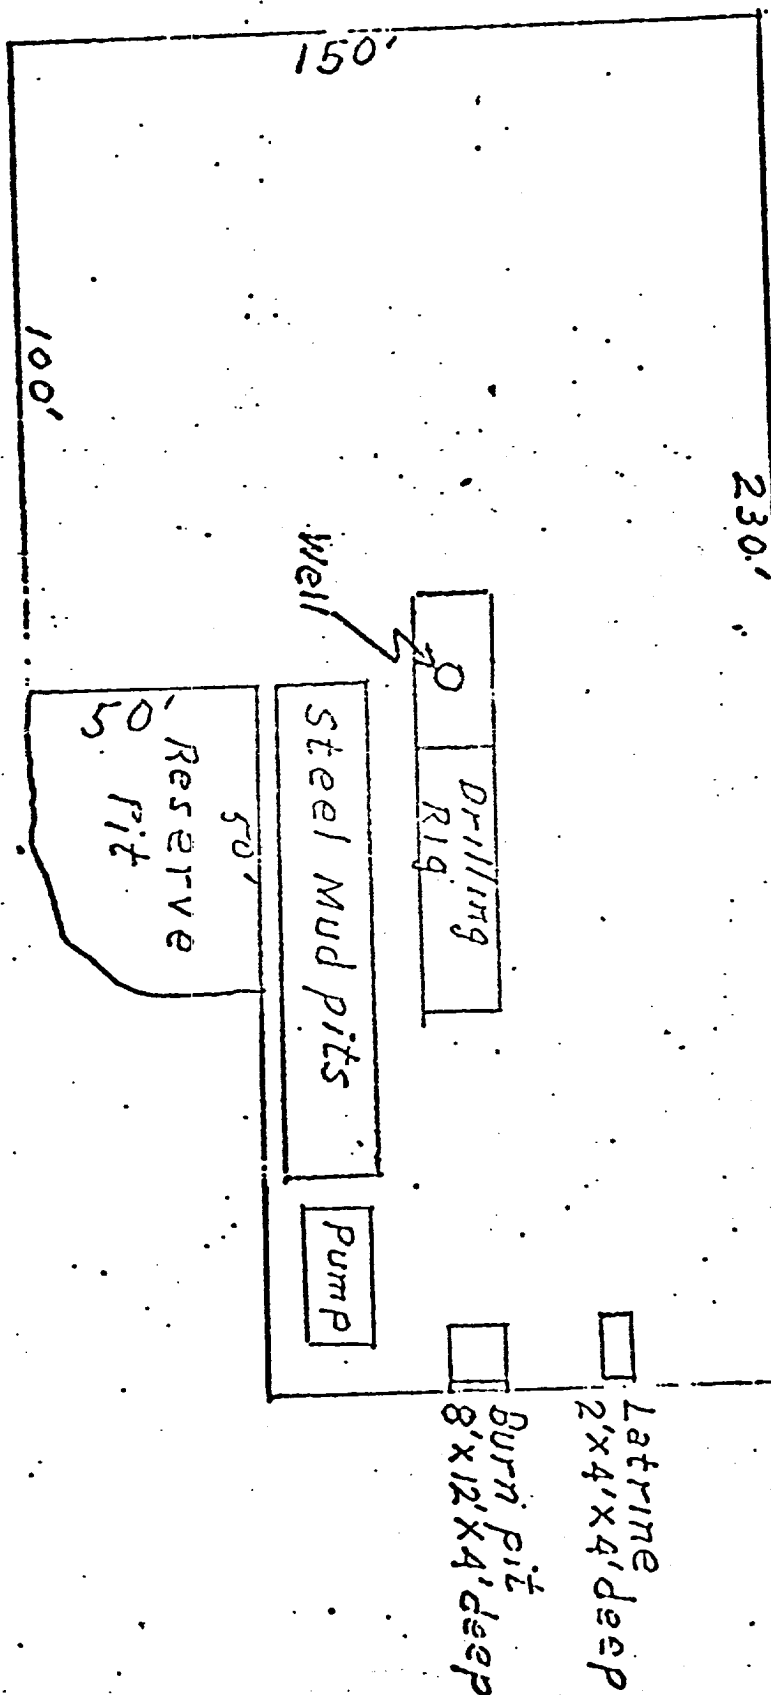 150'
230'
100'
Well
Drilling
Rig
Steel Mud pits
50'
50'
Reserve
Pit
Pump
Latrine
2'x4'x4'deep
Burn pit
8'x12'x4'deep